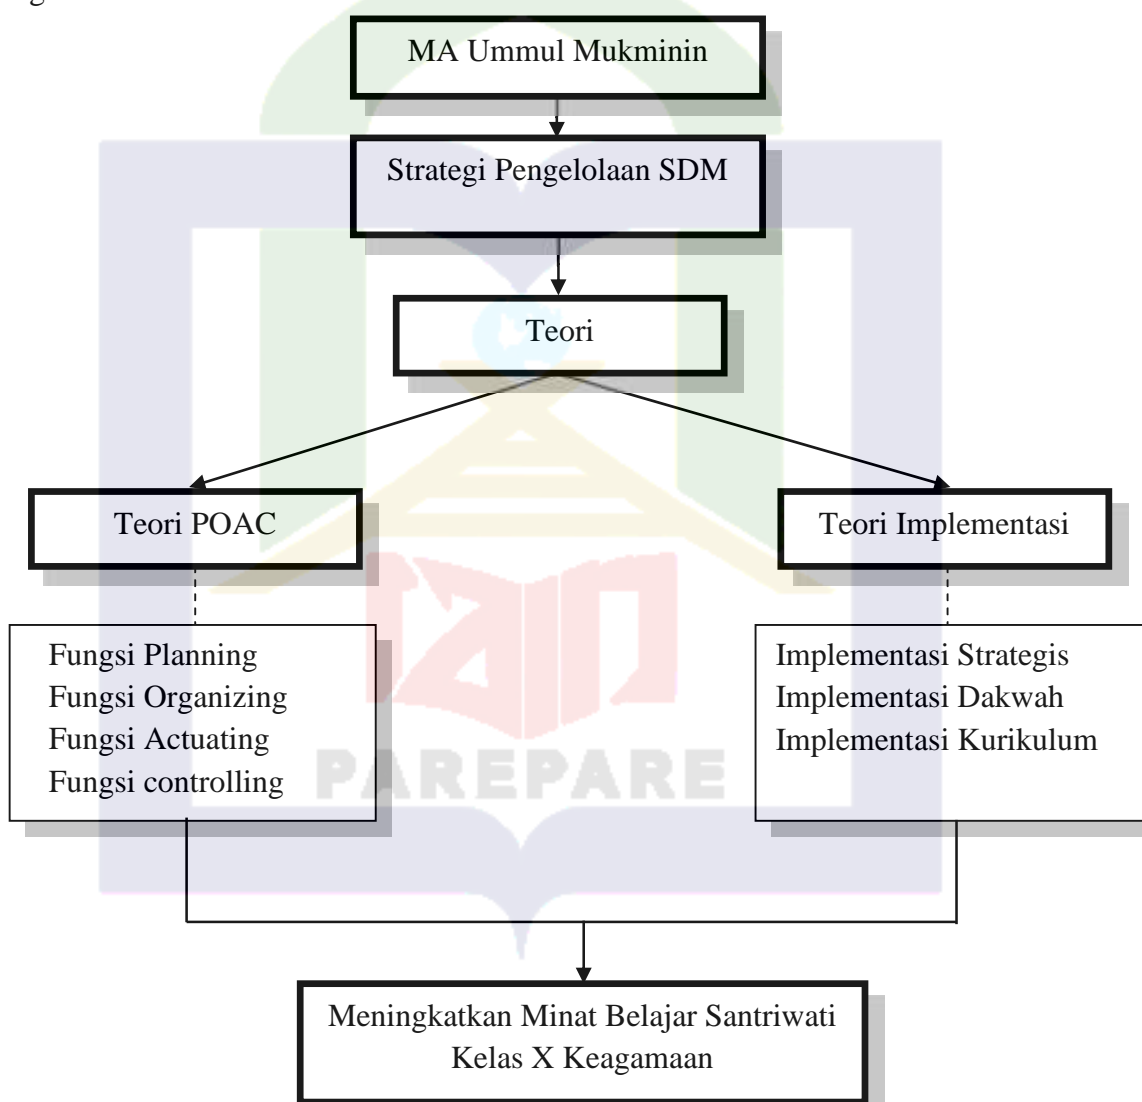 MA Ummul Mukminin
Strategi Pengelolaan SDM
Teori
Teori POAC
Teori Implementasi
Fungsi Planning
Fungsi Organizing
Fungsi Actuating
Fungsi controlling
Implementasi Strategis
Implementasi Dakwah
Implementasi Kurikulum
PAREPARE
Meningkatkan Minat Belajar Santriwati
Kelas X Keagamaan